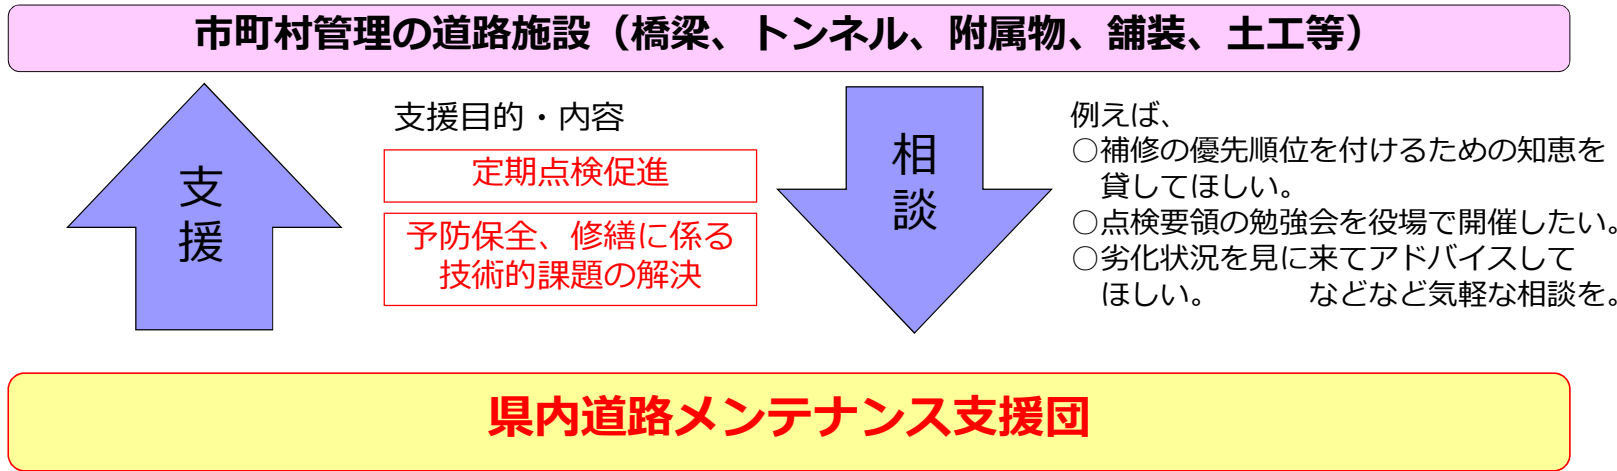 市町村管理の道路施設（橋梁、トンネル、附属物、舗装、土工等）
支援
支援目的・内容
定期点検促進
予防保全、修繕に係る
技術的課題の解決
相談
例えば、
○補修の優先順位を付けるための知恵を
貸してほしい。
○点検要領の勉強会を役場で開催したい。
○劣化状況を見に来てアドバイスして
ほしい。　　　などなど気軽な相談を。
県内道路メンテナンス支援団